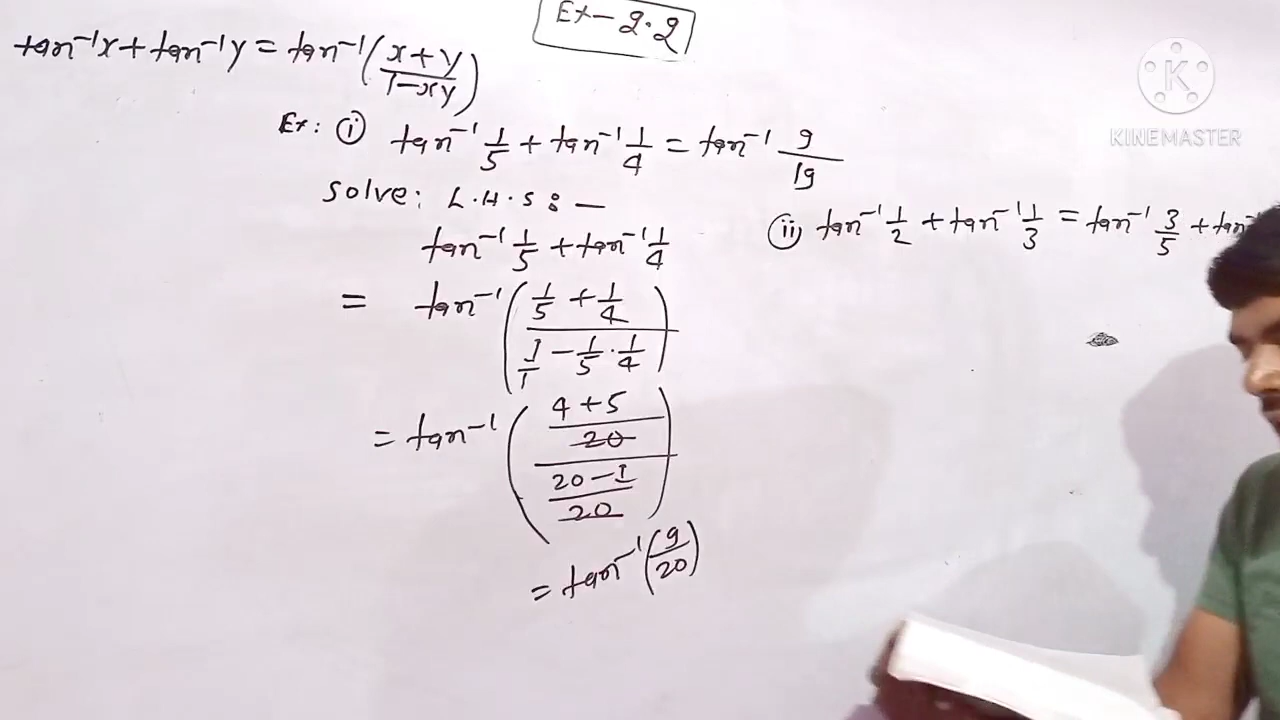 Ex- 2.2
tan⁻¹x + tan⁻¹y = tan⁻¹(x+y/1-xy)
KINEMASTER
Ex: (i) tan⁻¹ 1/5 + tan⁻¹ 1/4 = tan⁻¹ 9/19
Solve: L.H.S: —
(ii) tan⁻¹ 1/2 + tan⁻¹ 1/3 = tan⁻¹ 3/5 + tan⁻
tan⁻¹ 1/5 + tan⁻¹ 1/4
= tan⁻¹(1/5 + 1/4 / 1/1 - 1/5 · 1/4)
= tan⁻¹(4+5/20 / 20-1/20)
= tan⁻¹(9/20)